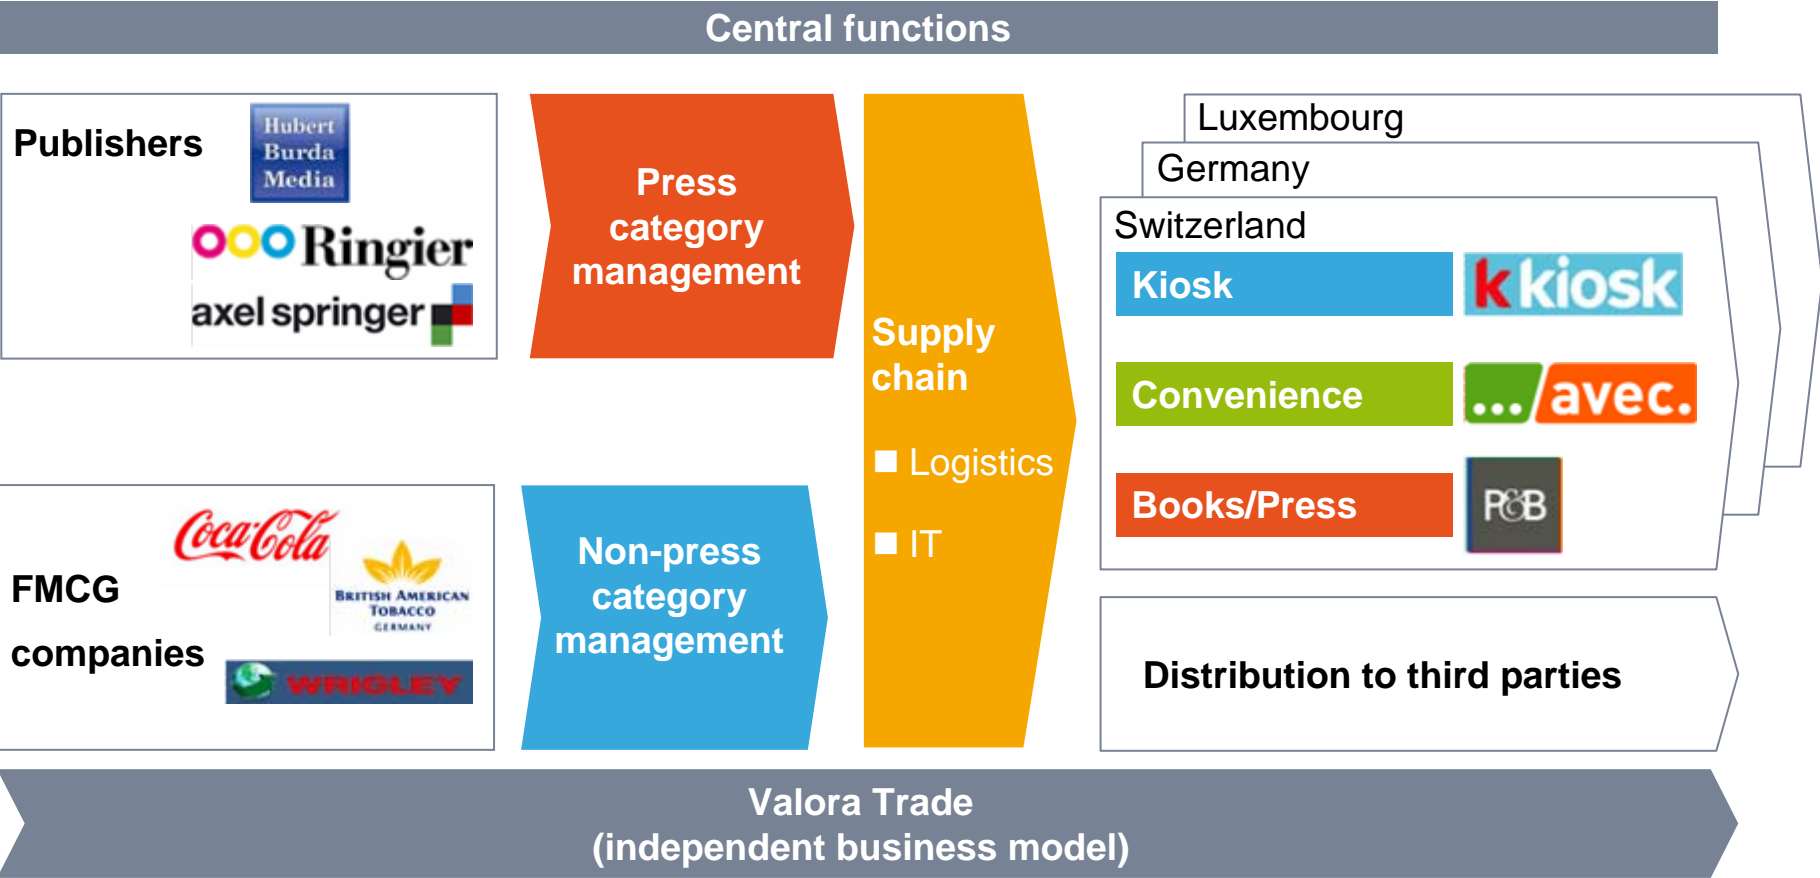 Central functions
Publishers
Hubert
Burda
Media
Ringier
axel springer
Press
category
management
FMCG
companies
Coca-Cola
BRITISH AMERICAN
TOBACCO
GERMANY
WRIGLEY
Non-press
category
management
Supply
chain
Logistics
IT
Luxembourg
Germany
Switzerland
Kiosk
k kiosk
Convenience
.../avec.
Books/Press
P&B
Distribution to third parties
Valora Trade
(independent business model)